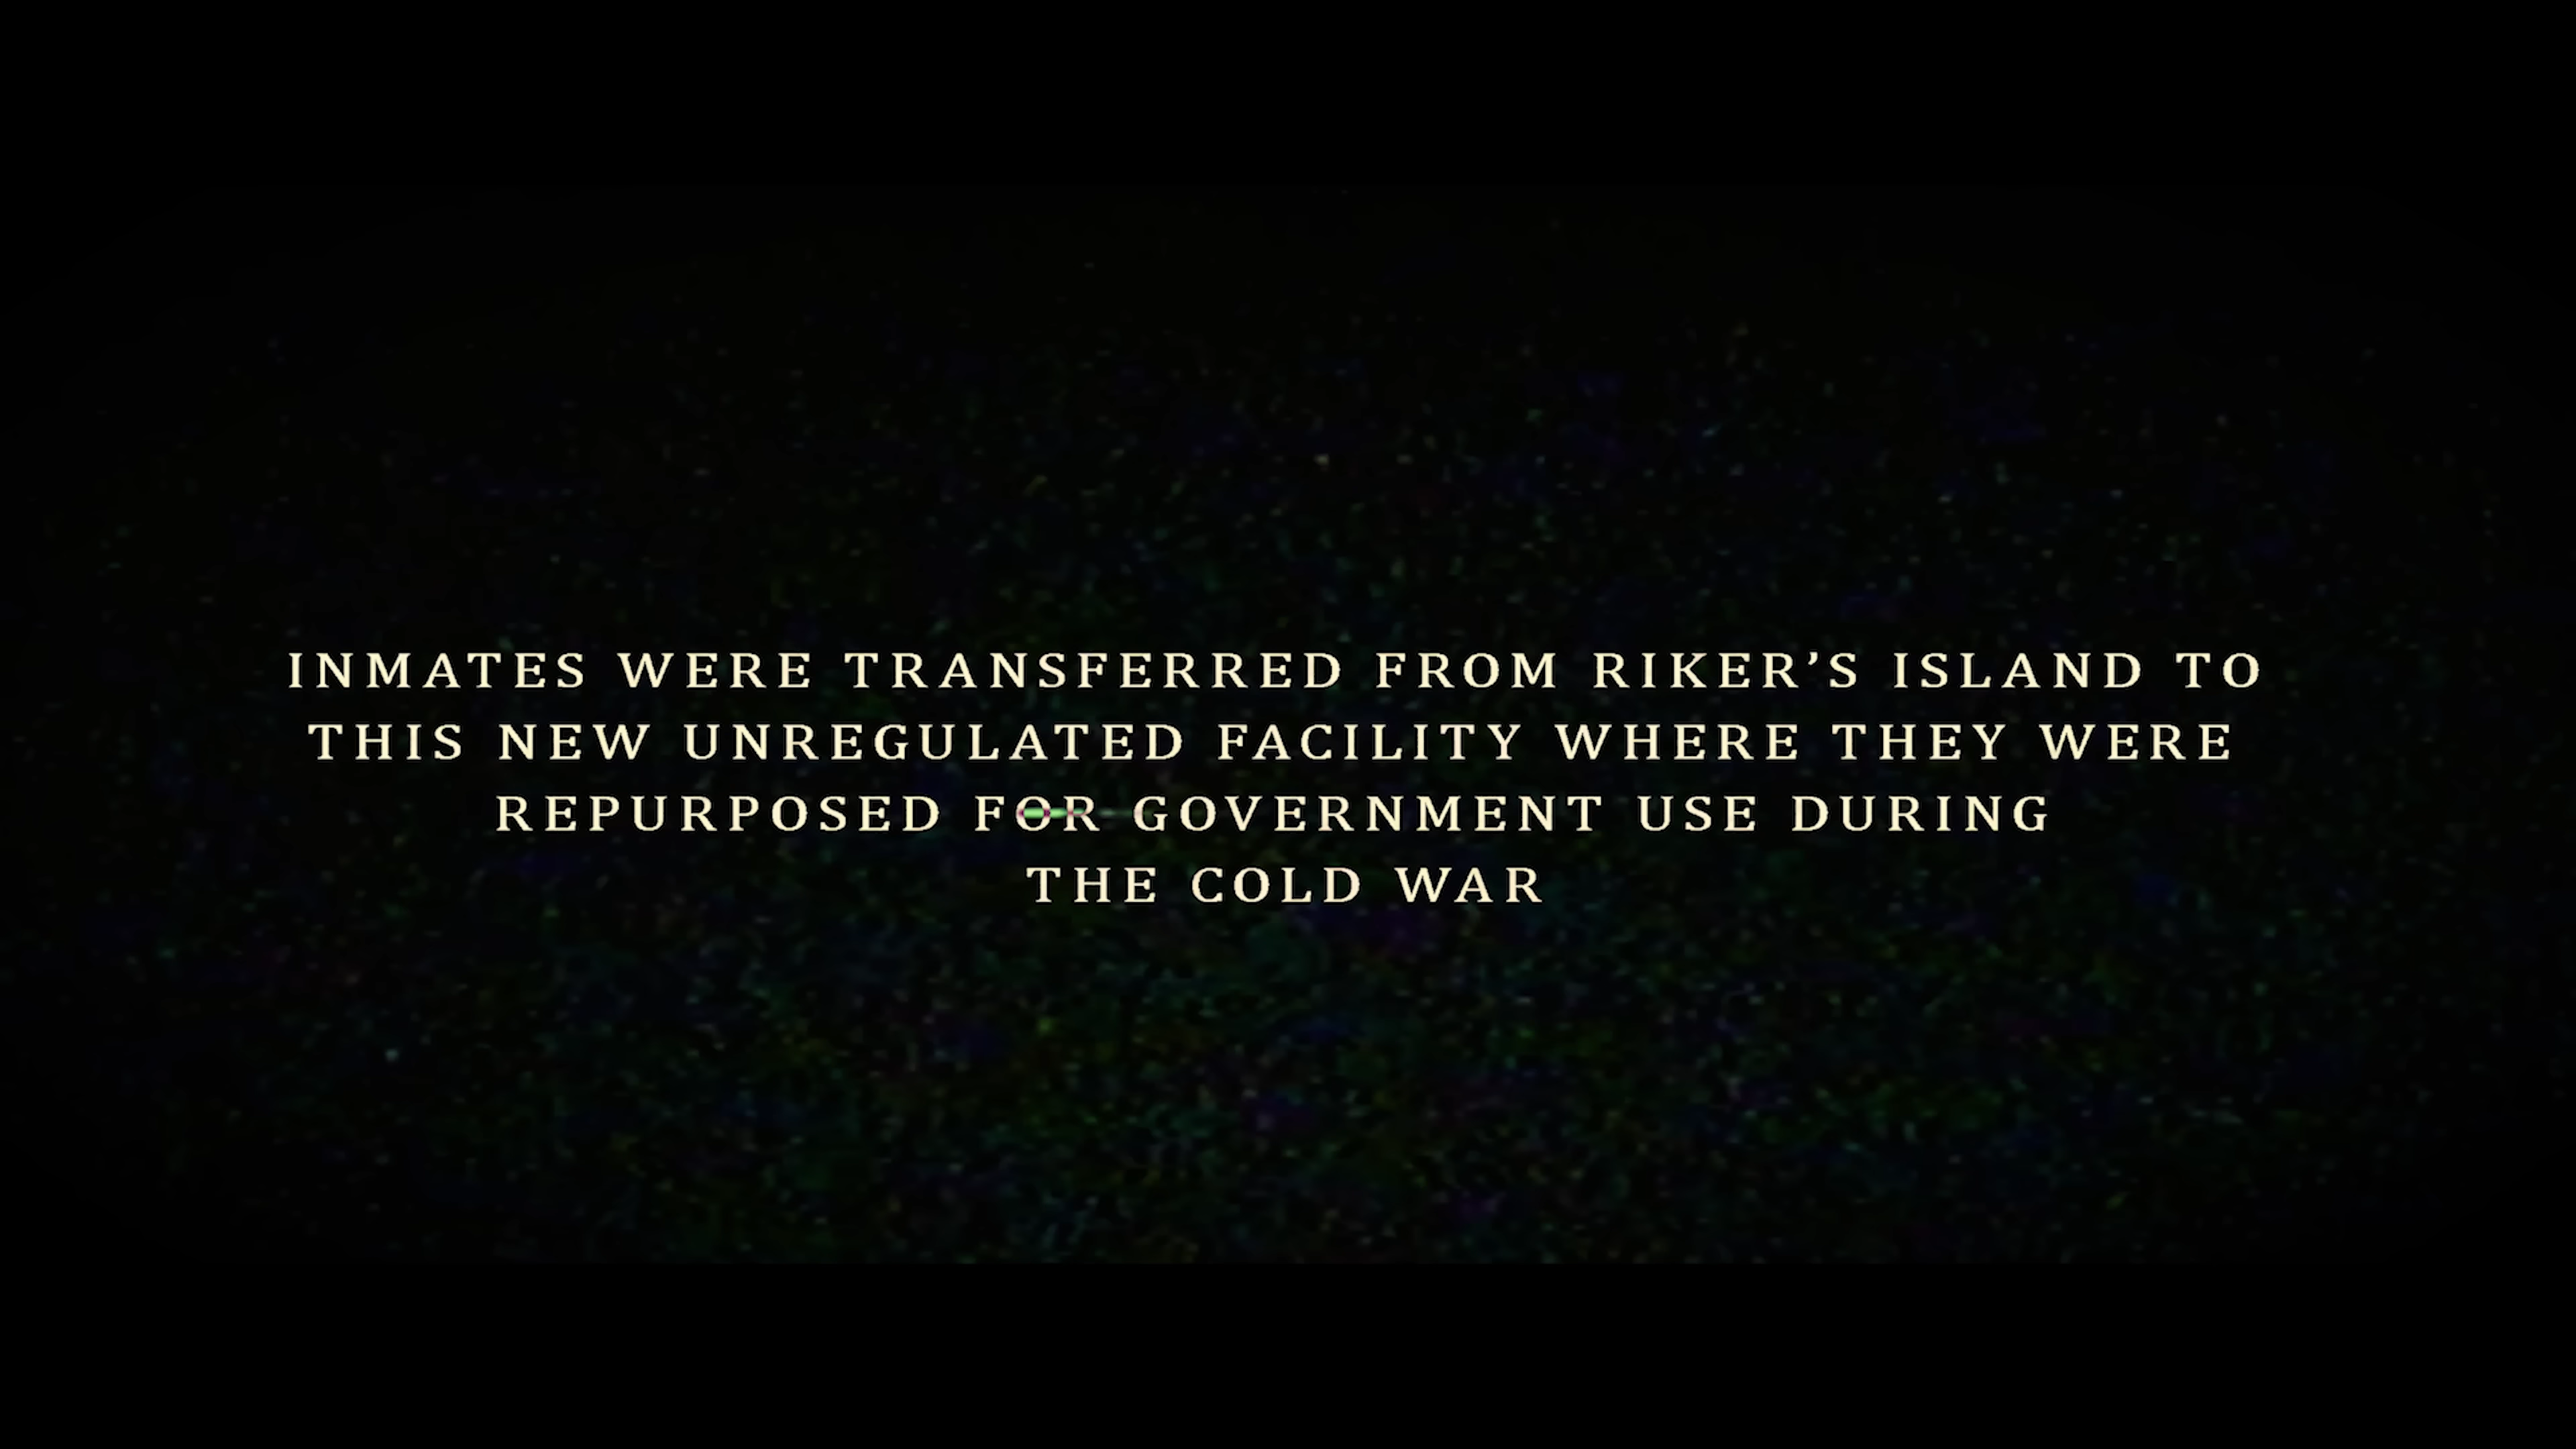 INMATES WERE TRANSFERRED FROM RIKER’S ISLAND TO
THIS NEW UNREGULATED FACILITY WHERE THEY WERE
REPURPOSED FOR GOVERNMENT USE DURING
THE COLD WAR